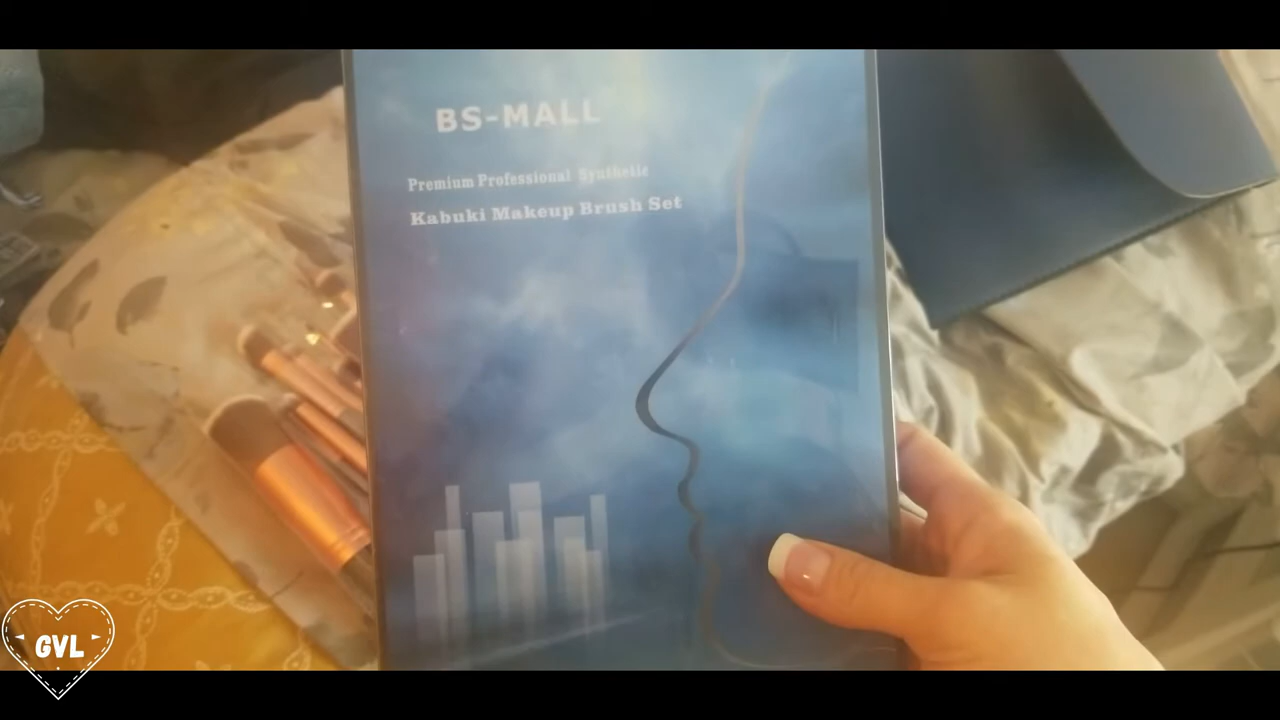 BS-MALL
Premium Professional Synthetic
Kabuki Makeup Brush Set
GVL